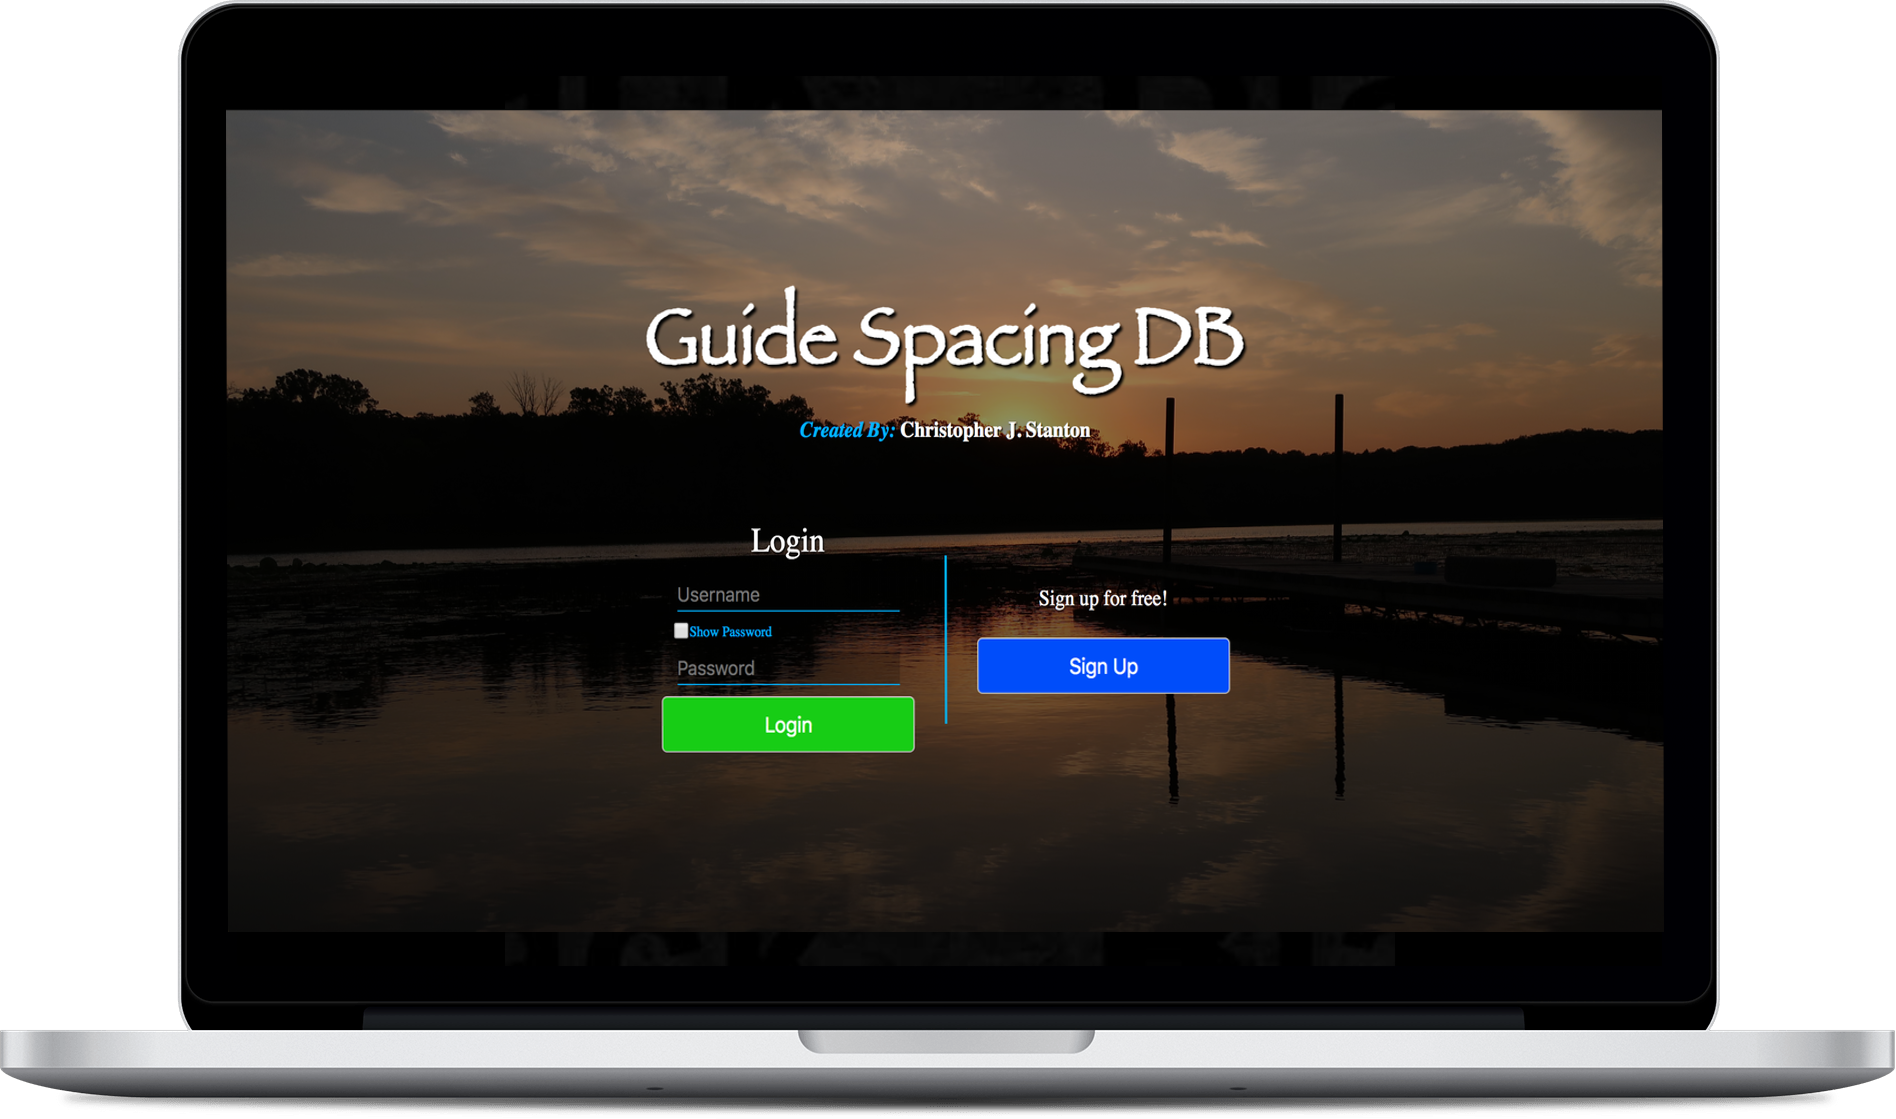 Guide Spacing DB
Created By: Christopher J. Stanton
Login
Username
Show Password
Password
Login
Sign up for free!
Sign Up